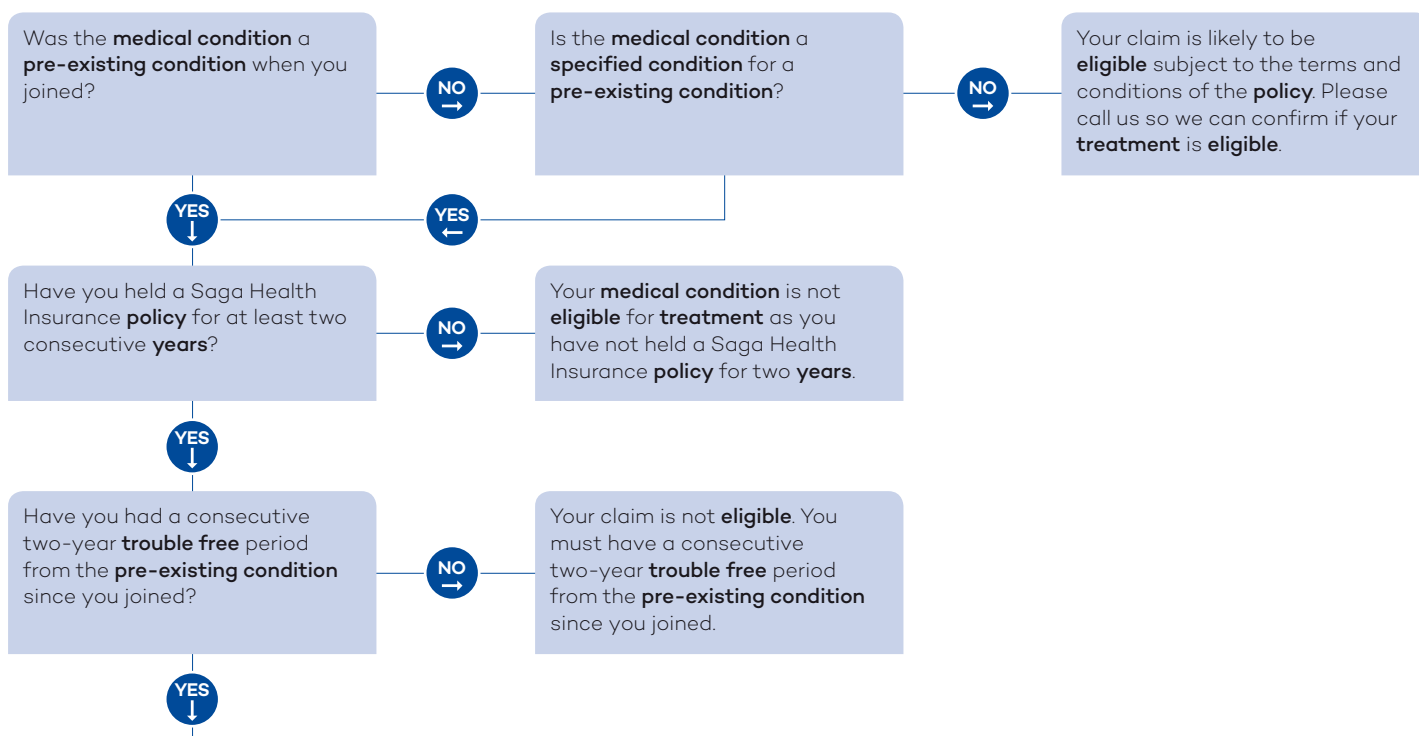 Was the medical condition a
pre-existing condition when you
joined?
NO
→
Is the medical condition a
specified condition for a
pre-existing condition?
NO
→
Your claim is likely to be
eligible subject to the terms and
conditions of the policy. Please
call us so we can confirm if your
treatment is eligible.
YES
↓
YES
←
Have you held a Saga Health
Insurance policy for at least two
consecutive years?
NO
→
Your medical condition is not
eligible for treatment as you
have not held a Saga Health
Insurance policy for two years.
YES
↓
Have you had a consecutive
two-year trouble free period
from the pre-existing condition
since you joined?
NO
→
Your claim is not eligible. You
must have a consecutive
two-year trouble free period
from the pre-existing condition
since you joined.
YES
↓